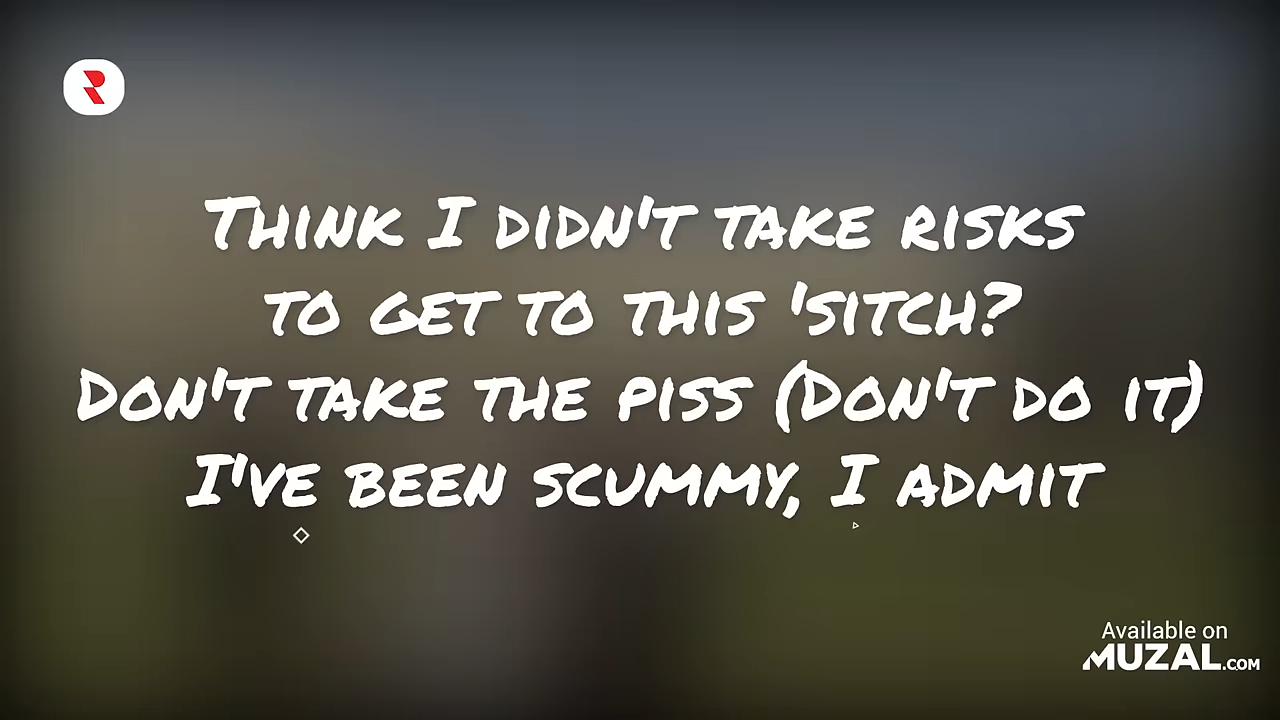 Think I didn't take risks
to get to this 'sitch?
Don't take the piss (Don't do it)
I've been scummy, I admit
Available on
MUZAL.COM